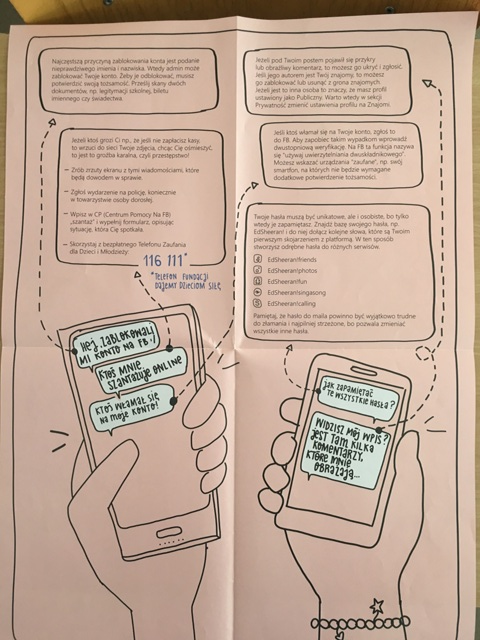 Najczęstszą przyczyną zablokowania konta jest podanie
nieprawdziwego imienia i nazwiska. Wtedy admin może
zablokować Twoje konto. Żeby je odblokować, musisz
potwierdzić swoją tożsamość. Prześlij skany dwóch
dokumentów, np. legitymacji szkolnej, biletu
imiennego czy świadectwa.
Jeżeli ktoś grozi Ci np., że jeśli nie zapłacisz kasy,
to wrzuci do sieci Twoje zdjęcia, chcąc Cię ośmieszyć,
to jest to groźba karalna, czyli przestępstwo!
– Zrób zrzuty ekranu z tymi wiadomościami, które
będą dowodem w sprawie.
– Zgłoś wydarzenie na policję, koniecznie
w towarzystwie osoby dorosłej.
– Wpisz w CP (Centrum Pomocy Na FB)
„szantaż" i wypełnij formularz, opisując
sytuację, która Cię spotkała.
– Skorzystaj z bezpłatnego Telefonu Zaufania
dla Dzieci i Młodzieży:
116 111*
*TELEFON FUNDACJI
DAJEMY DZIECIOM SIŁĘ
HEJ, ZABLOKOWALI
MI KONTO NA FB :/
KTOŚ MNIE
SZANTAŻUJE ONLINE
KTOŚ WŁAMAŁ SIĘ
NA MOJE KONTO!
Jeżeli pod Twoim postem pojawił się przykry
lub obraźliwy komentarz, to możesz go ukryć i zgłosić.
Jeśli jego autorem jest Twój znajomy, to możesz
go zablokować lub usunąć z grona znajomych.
Jeżeli jest to inna osoba to znaczy, że masz profil
ustawiony jako Publiczny. Warto wtedy w sekcji
Prywatność zmienić ustawienia profilu na Znajomi.
Jeśli ktoś włamał się na Twoje konto, zgłoś to
do FB. Aby zapobiec takim wypadkom wprowadź
dwustopniową weryfikację. Na FB ta funkcja nazywa
się "używaj uwierzytelniania dwuskładnikowego".
Możesz wskazać urządzenia "zaufane", np. swój
smartfon, na których nie będzie wymagane
dodatkowe potwierdzenie tożsamości.
Twoje hasła muszą być unikatowe, ale i osobiste, bo tylko
wtedy je zapamiętasz. Znajdź bazę swojego hasła, np.
EdSheeran! i do niej dołącz kolejne słowa, które są Twoim
pierwszym skojarzeniem z platformą. W ten sposób
stworzysz odrębne hasła do różnych serwisów.
EdSheeran!friends
EdSheeran!photos
EdSheeran!fun
EdSheeran!singasong
EdSheeran!calling
Pamiętaj, że hasło do maila powinno być wyjątkowo trudne
do złamania i najpilniej strzeżone, bo pozwala zmieniać
wszystkie inne hasła.
JAK ZAPAMIĘTAĆ
TE WSZYSTKIE HASŁA?
WIDZISZ MÓJ WPIS?
JEST TAM KILKA
KOMENTARZY,
KTÓRE MNIE
OBRAŻAJĄ...